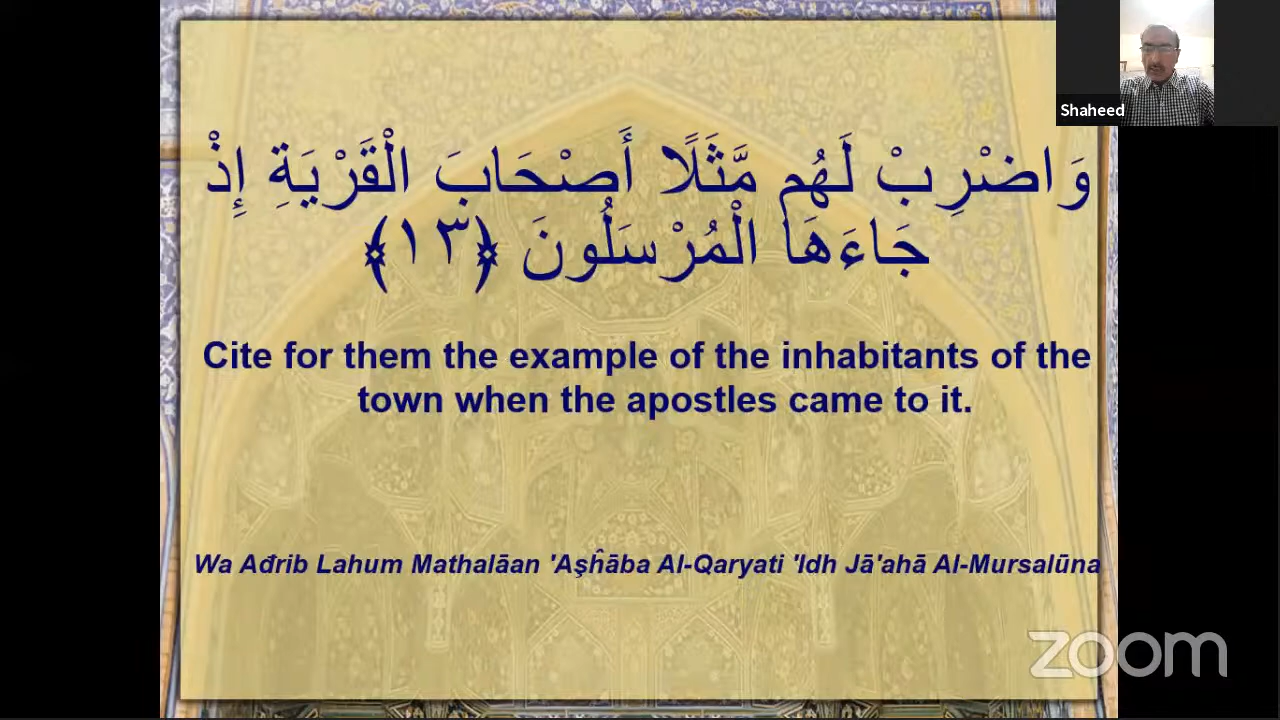 Shaheed
وَاضْرِبْ لَهُم مَّثَلًا أَصْحَابَ الْقَرْيَةِ إِذْ
جَاءَهَا الْمُرْسَلُونَ ﴿١٣﴾
Cite for them the example of the inhabitants of the
town when the apostles came to it.
Wa Ađrib Lahum Mathalāan 'Aşĥāba Al-Qaryati 'Idh Jā'ahā Al-Mursalūna
zoom